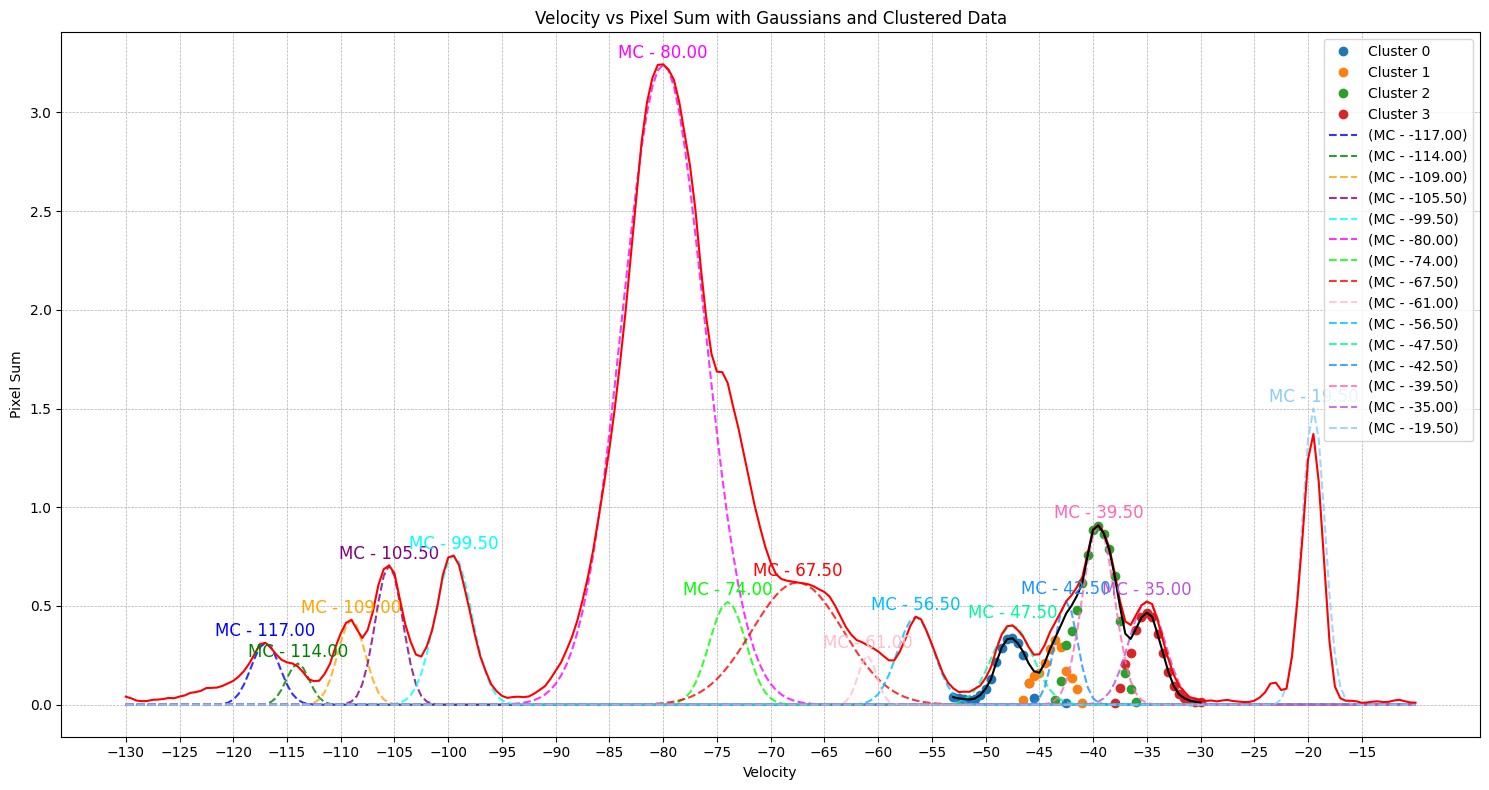 Velocity vs Pixel Sum with Gaussians and Clustered Data
MC - 80.00
MC - 19.50
MC - 39.50
MC - 105.50
MC - 99.50
MC - 67.50
MC - 74.00
MC - 42.50
MC - 35.00
MC - 109.00
MC - 56.50
MC - 47.50
MC - 117.00
MC - 61.00
MC - 114.00
Cluster 0
Cluster 1
Cluster 2
Cluster 3
(MC - -117.00)
(MC - -114.00)
(MC - -109.00)
(MC - -105.50)
(MC - -99.50)
(MC - -80.00)
(MC - -74.00)
(MC - -67.50)
(MC - -61.00)
(MC - -56.50)
(MC - -47.50)
(MC - -42.50)
(MC - -39.50)
(MC - -35.00)
(MC - -19.50)
3.0
2.5
2.0
1.5
1.0
0.5
0.0
Pixel Sum
−130 −125 −120 −115 −110 −105 −100 −95 −90 −85 −80 −75 −70 −65 −60 −55 −50 −45 −40 −35 −30 −25 −20 −15
Velocity